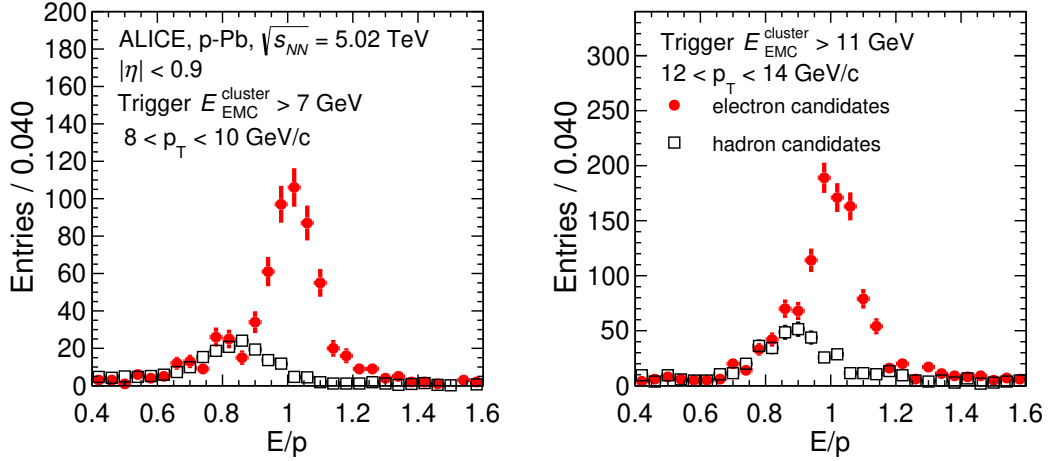 ALICE, p-Pb, √s_NN = 5.02 TeV
|η| < 0.9
Trigger E_EMC^cluster > 7 GeV
8 < p_T < 10 GeV/c
Entries / 0.040
200
180
160
140
120
100
80
60
40
20
0
0.4 0.6 0.8 1 1.2 1.4 1.6
E/p
Trigger E_EMC^cluster > 11 GeV
12 < p_T < 14 GeV/c
electron candidates
hadron candidates
Entries / 0.040
300
250
200
150
100
50
0
0.4 0.6 0.8 1 1.2 1.4 1.6
E/p